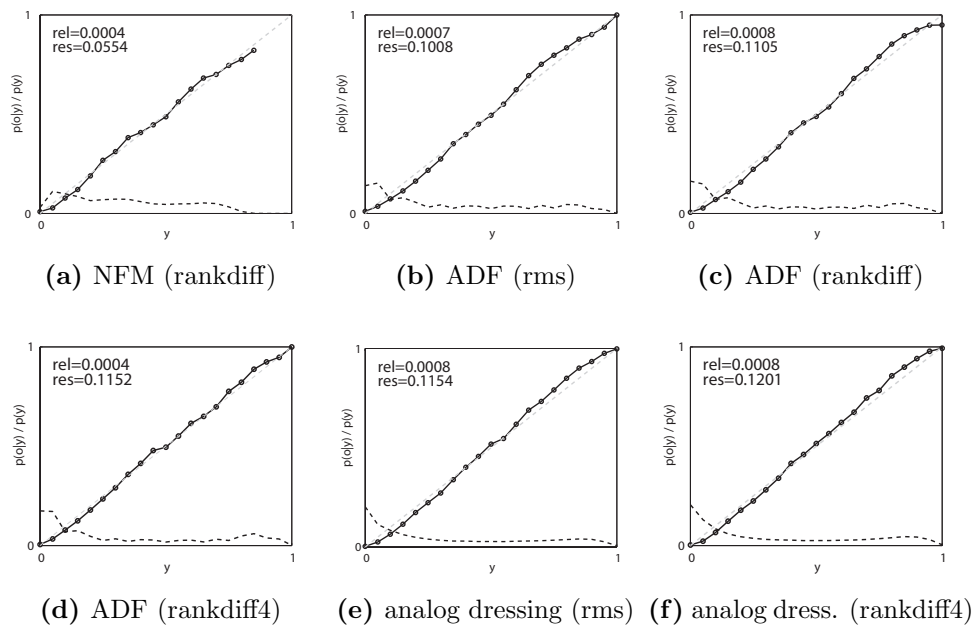 1
rel=0.0004
res=0.0554
p(o|y) / p(y)
0
0
1
y
(a) NFM (rankdiff)
1
rel=0.0007
res=0.1008
p(o|y) / p(y)
0
0
1
y
(b) ADF (rms)
1
rel=0.0008
res=0.1105
p(o|y) / p(y)
0
0
1
y
(c) ADF (rankdiff)
1
rel=0.0004
res=0.1152
p(o|y) / p(y)
0
0
1
y
(d) ADF (rankdiff4)
1
rel=0.0008
res=0.1154
p(o|y) / p(y)
0
0
1
y
(e) analog dressing (rms)
1
rel=0.0008
res=0.1201
p(o|y) / p(y)
0
0
1
y
(f) analog dress. (rankdiff4)